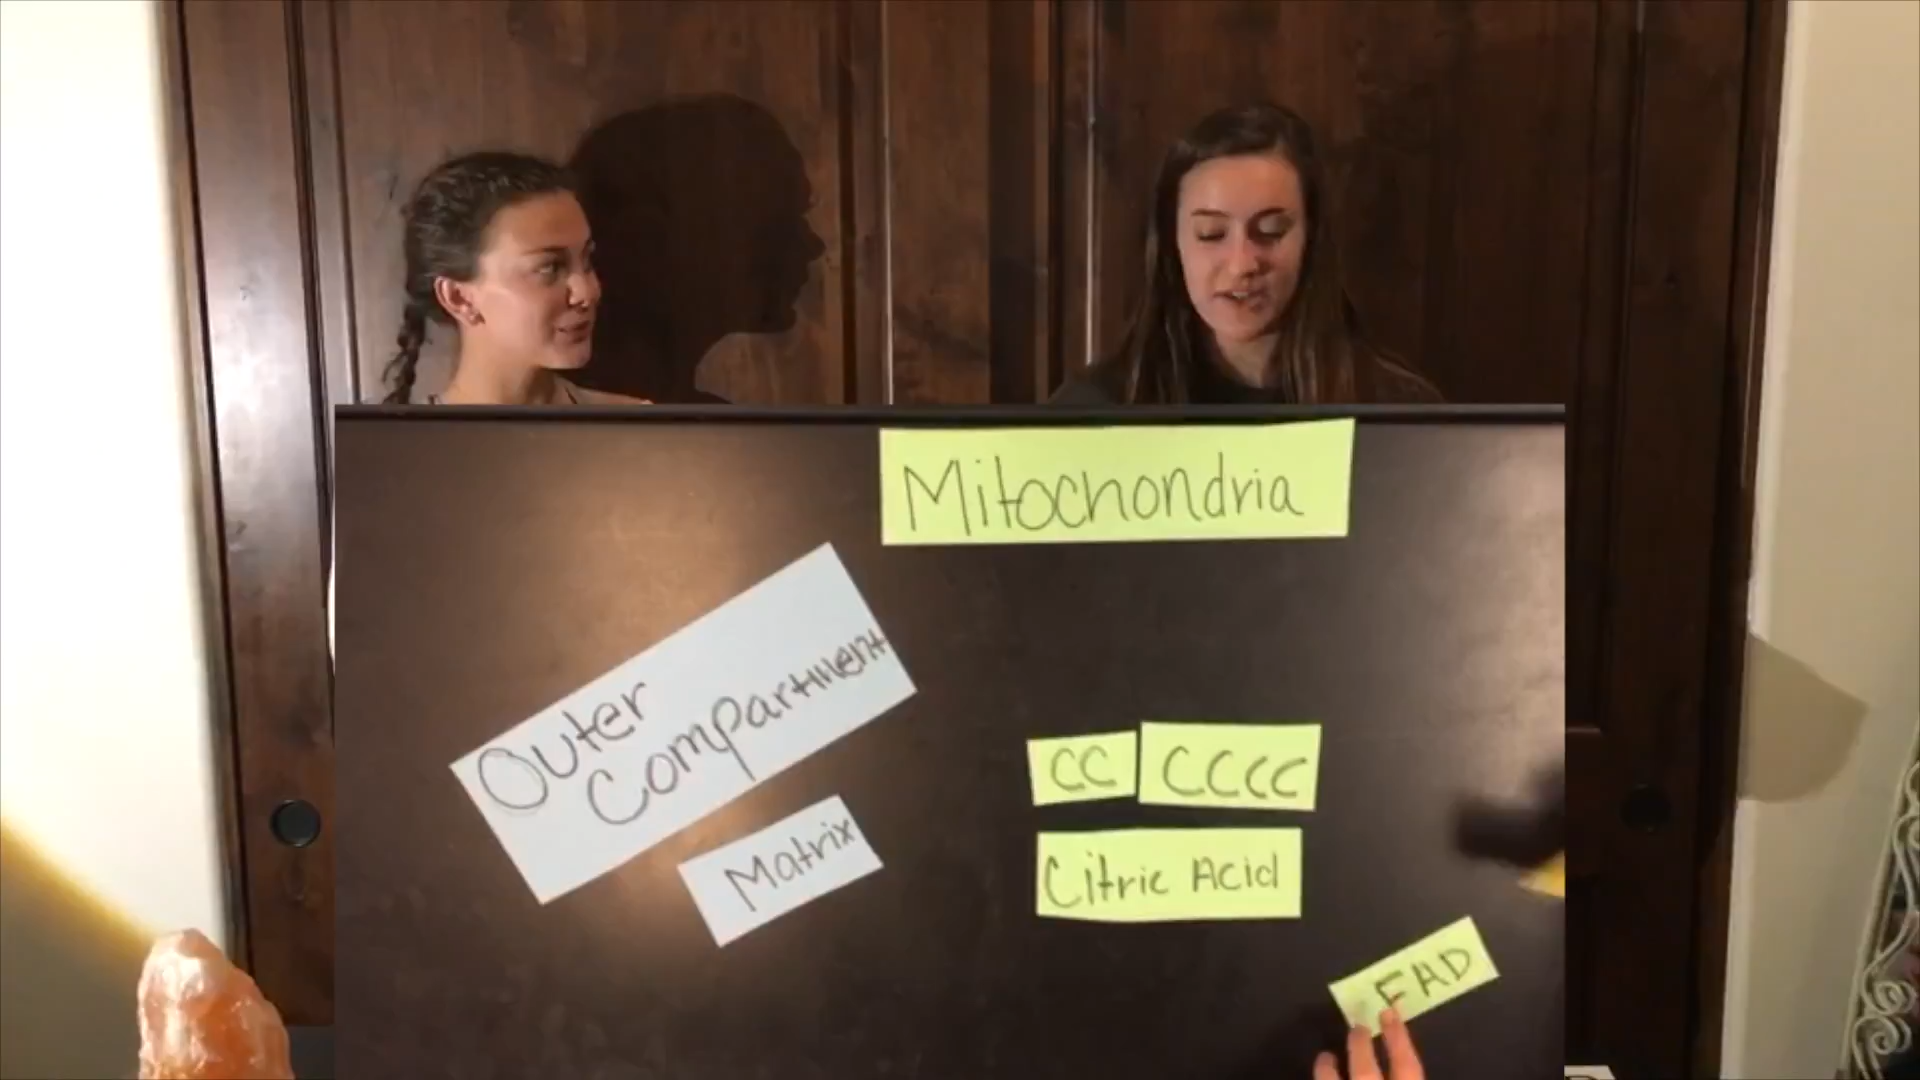 Mitochondria
Outer
Compartment
CC
CCCC
Matrix
Citric Acid
FAD